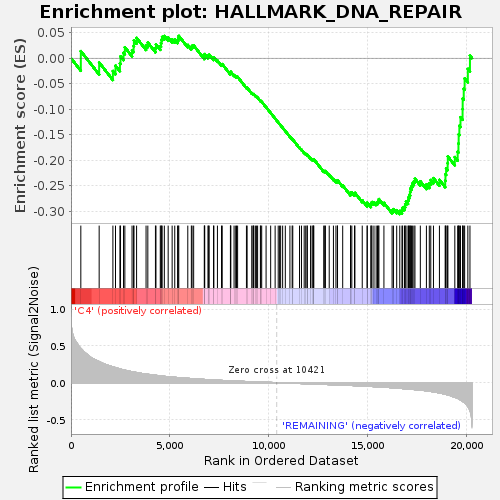 Enrichment plot: HALLMARK_DNA_REPAIR
Enrichment score (ES)
0.05
0.00
-0.05
-0.10
-0.15
-0.20
-0.25
-0.30
'C4' (positively correlated)
Ranked list metric (Signal2Noise)
1.0
0.5
0.0
-0.5
Zero cross at 10421
'REMAINING' (negatively correlated)
0
5,000
10,000
15,000
20,000
Rank in Ordered Dataset
Enrichment profile
Hits
Ranking metric scores